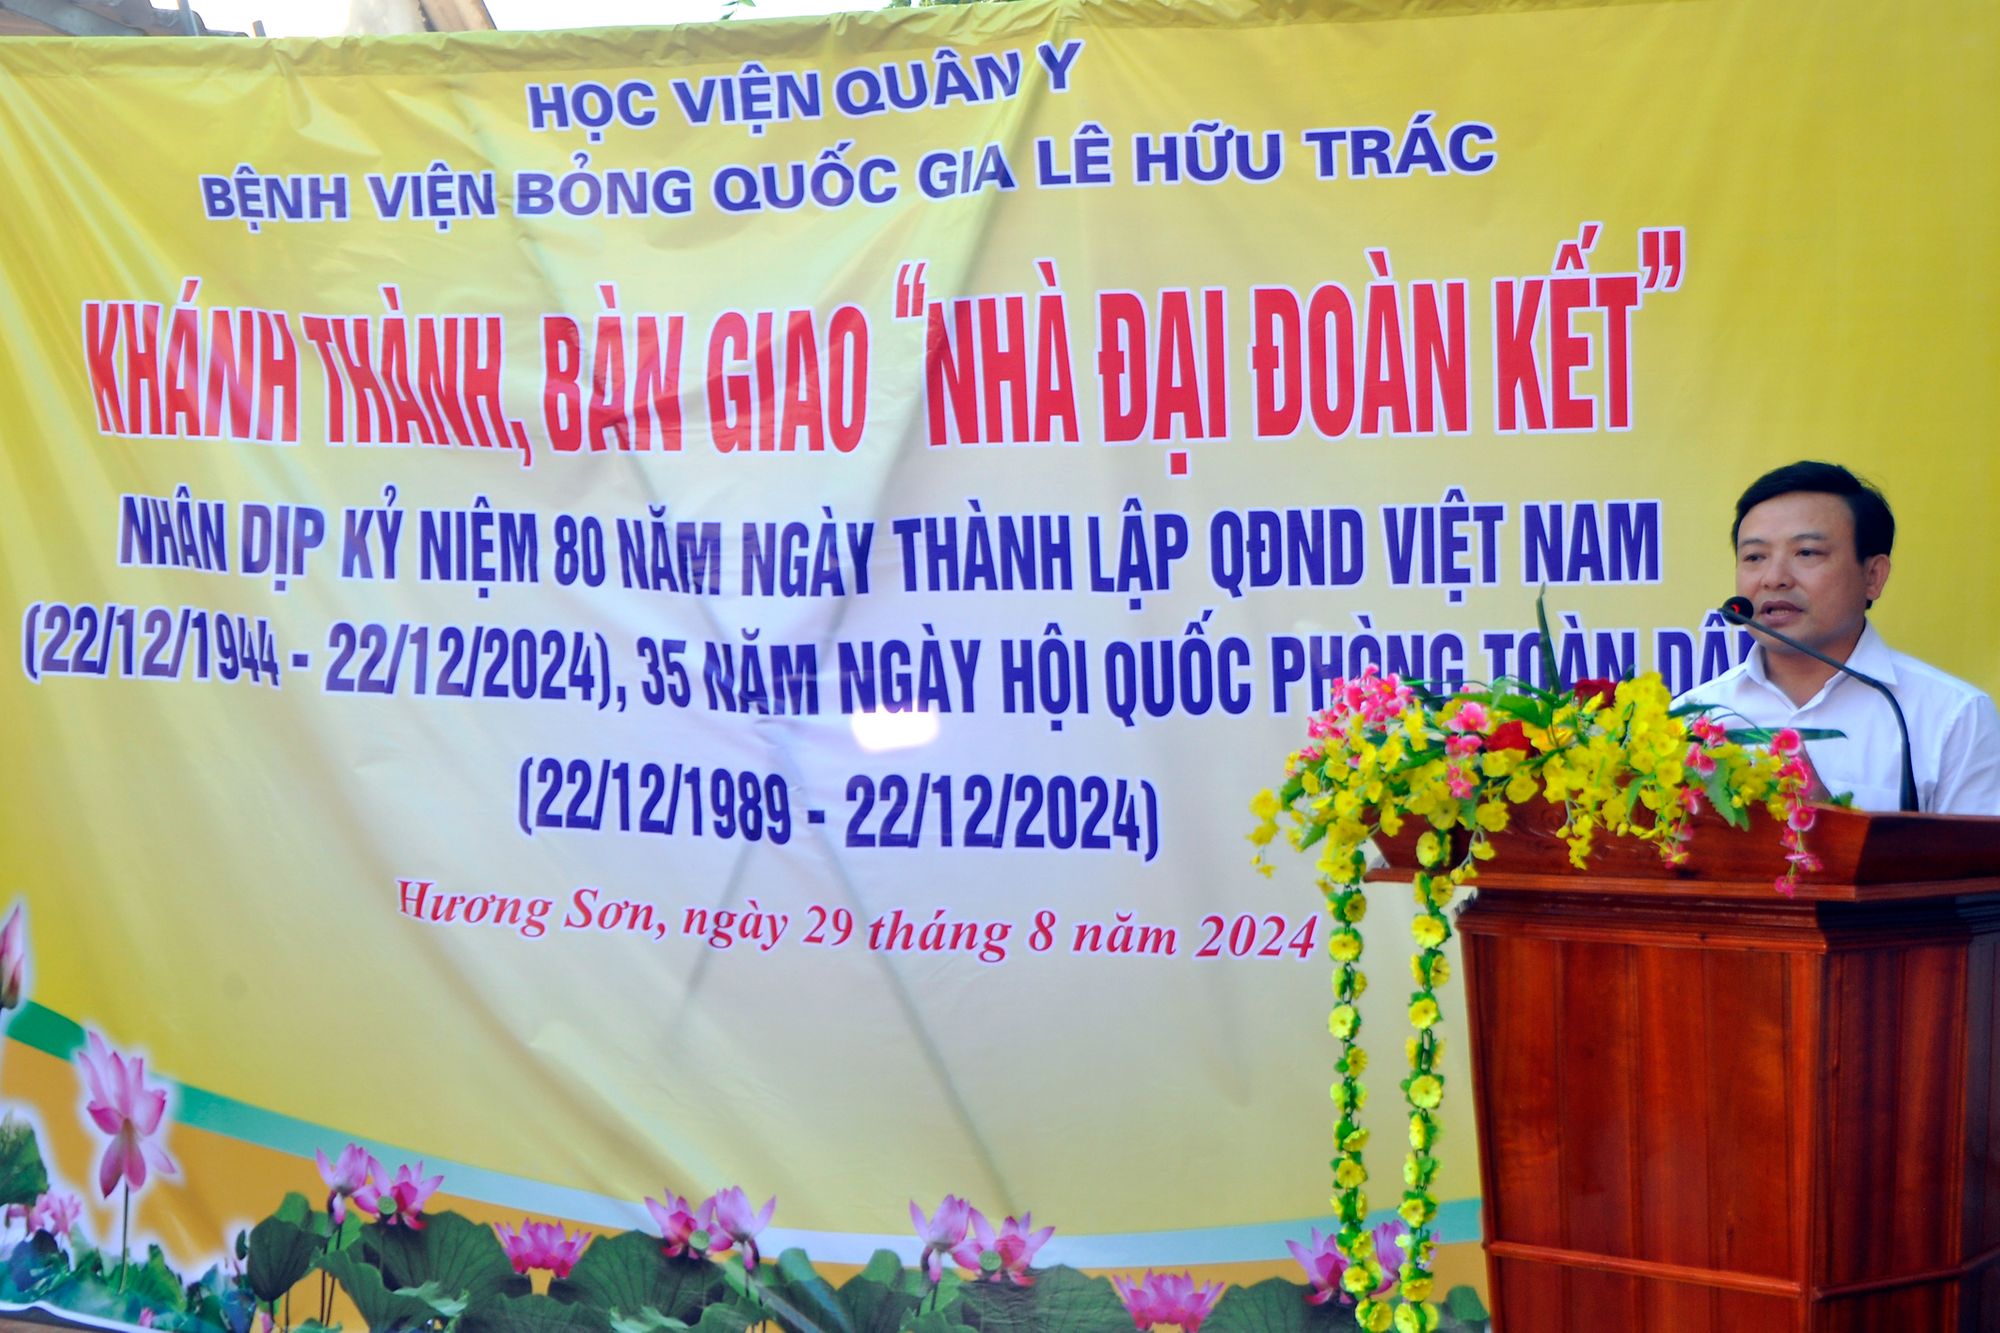 HỌC VIỆN QUÂN Y
BỆNH VIỆN BỎNG QUỐC GIA LÊ HỮU TRÁC
KHÁNH THÀNH, BÀN GIAO “NHÀ ĐẠI ĐOÀN KẾT”
NHÂN DỊP KỶ NIỆM 80 NĂM NGÀY THÀNH LẬP QĐND VIỆT NAM
(22/12/1944 - 22/12/2024), 35 NĂM NGÀY HỘI QUỐC PHÒNG TOÀN DÂN
(22/12/1989 - 22/12/2024)
Hương Sơn, ngày 29 tháng 8 năm 2024